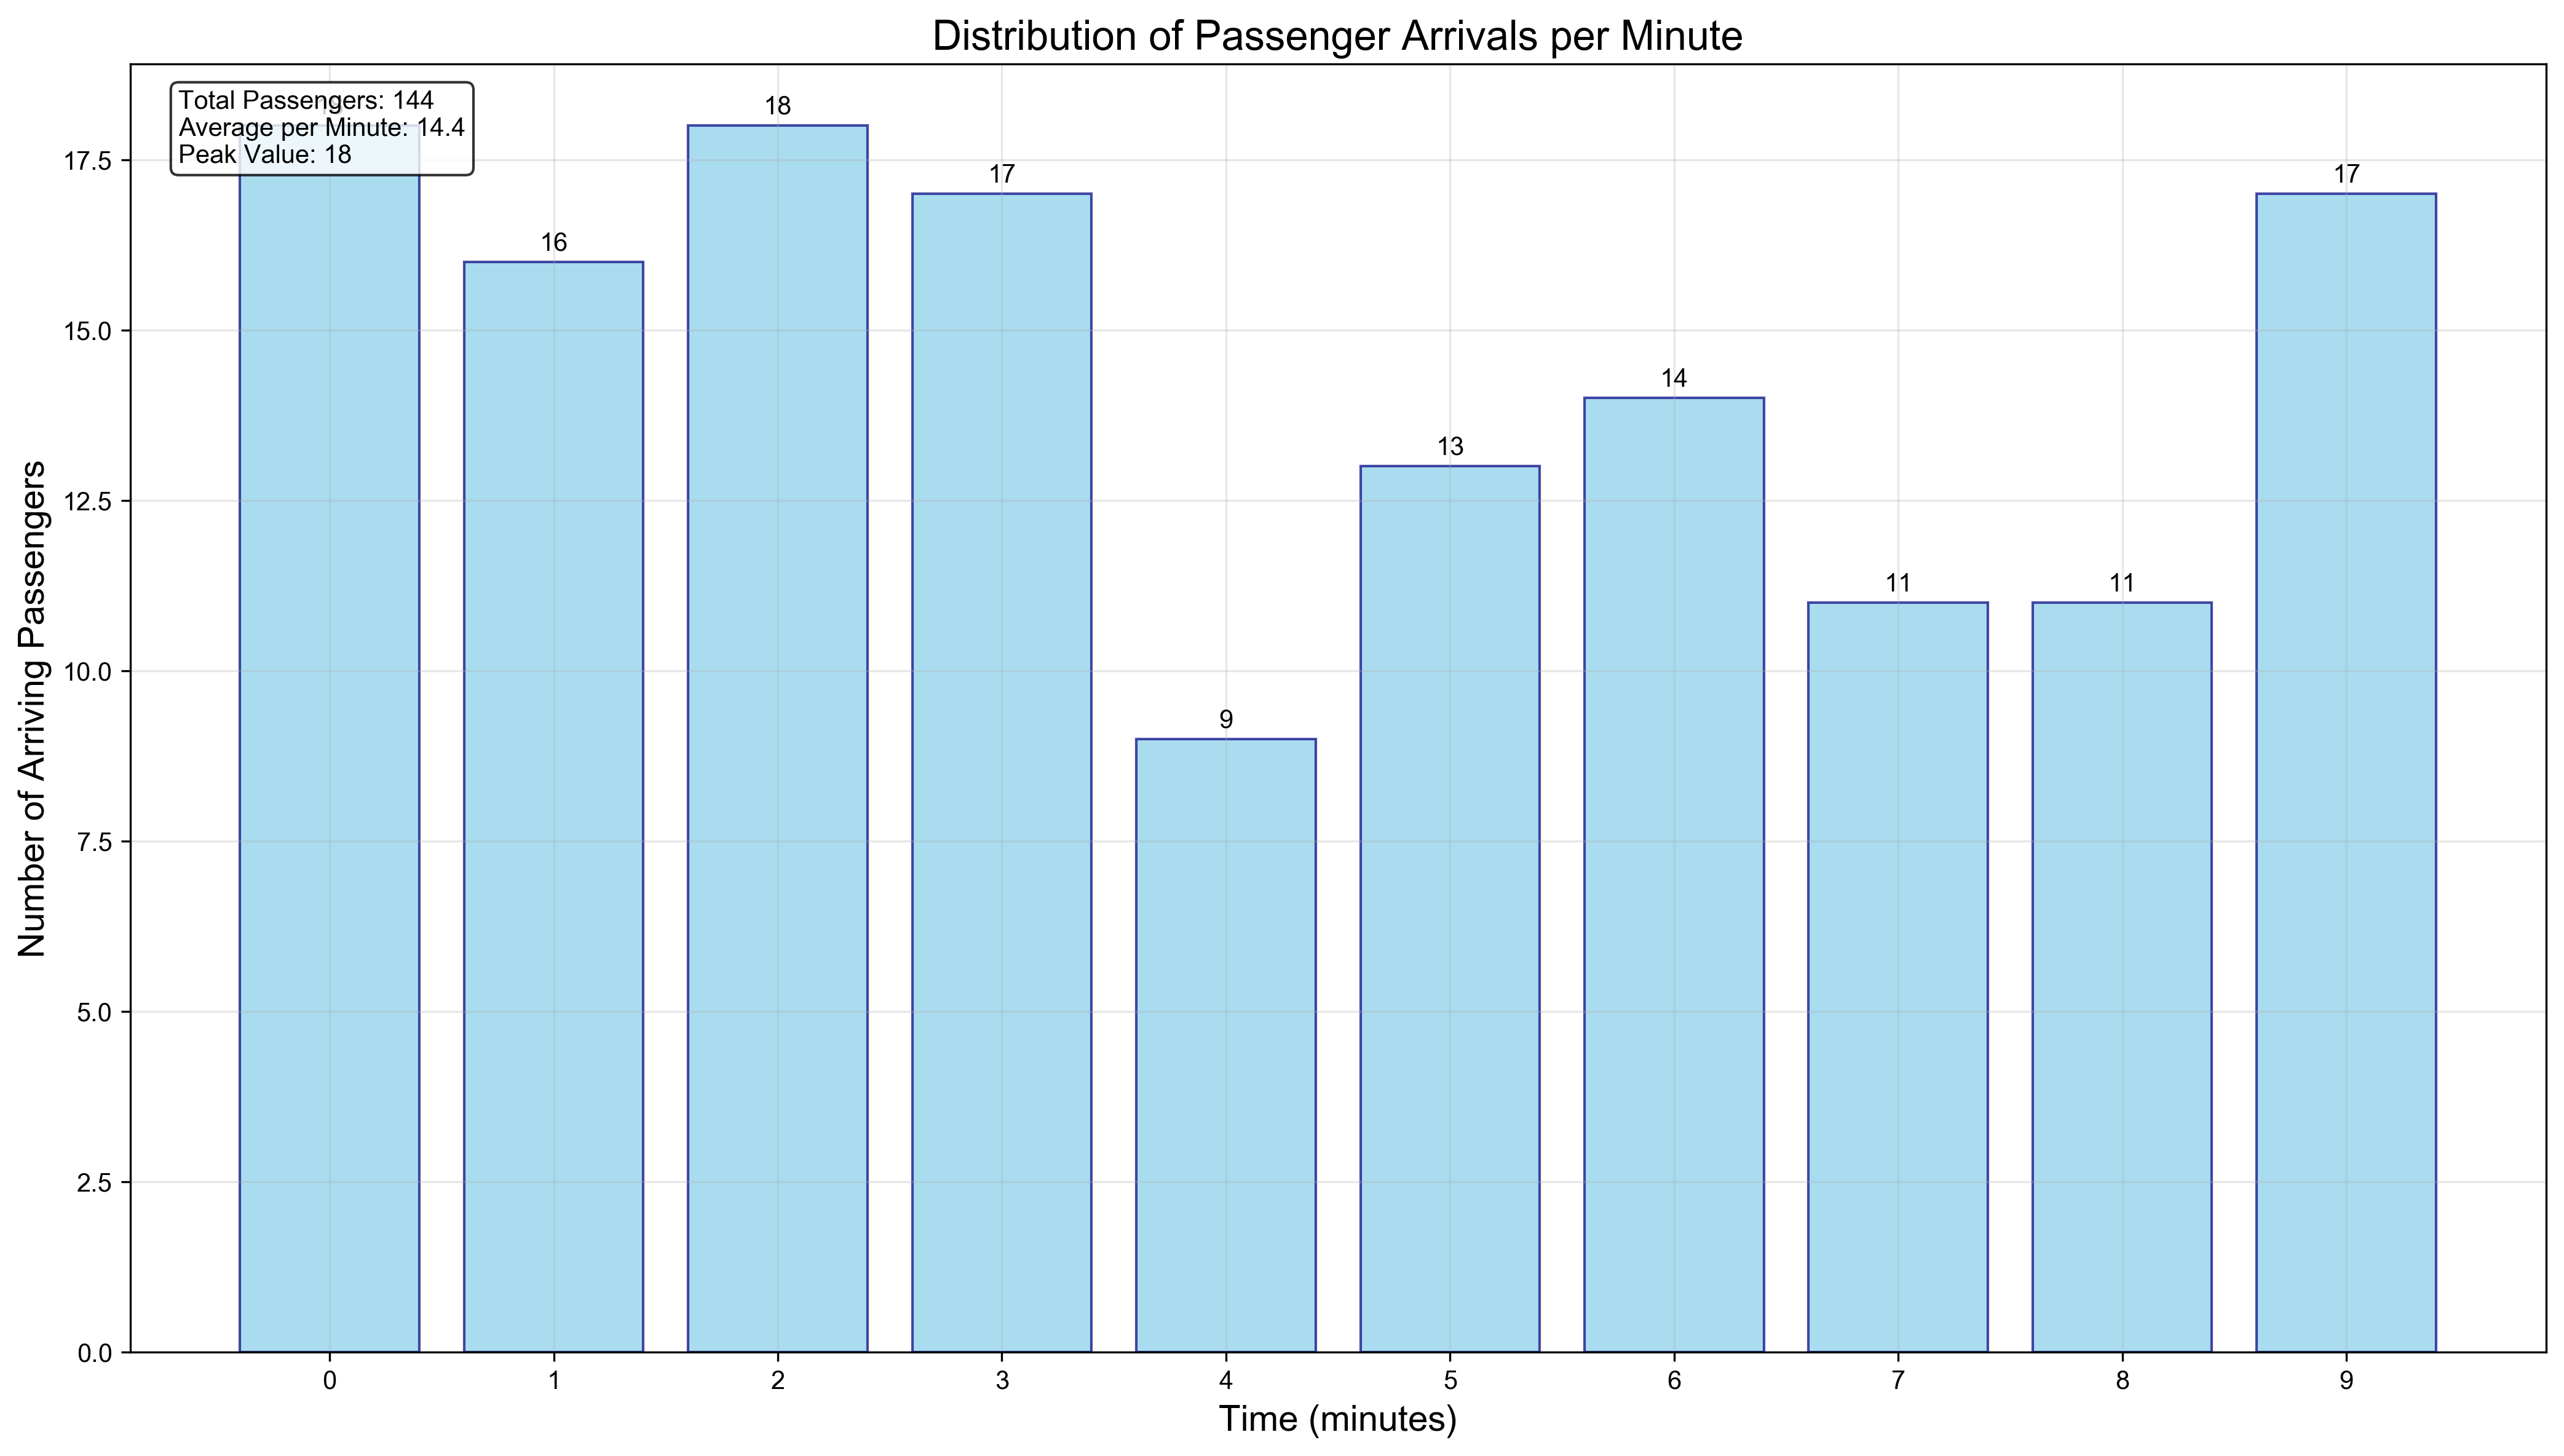 Distribution of Passenger Arrivals per Minute
Total Passengers: 144
Average per Minute: 14.4
Peak Value: 18
18
16
17
9
13
14
11
11
17
Number of Arriving Passengers
17.5
15.0
12.5
10.0
7.5
5.0
2.5
0.0
0 1 2 3 4 5 6 7 8 9
Time (minutes)